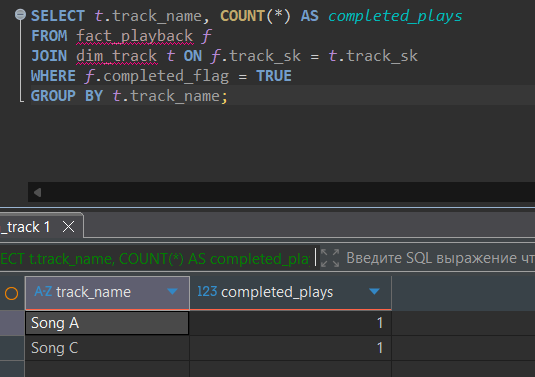 SELECT t.track_name, COUNT(*) AS completed_plays
FROM fact_playback f
JOIN dim_track t ON f.track_sk = t.track_sk
WHERE f.completed_flag = TRUE
GROUP BY t.track_name;
_track 1
ECT t.track_name, COUNT(*) AS completed_pla Введите SQL выражение чт
A-Z track_name 123 completed_plays
Song A 1
Song C 1